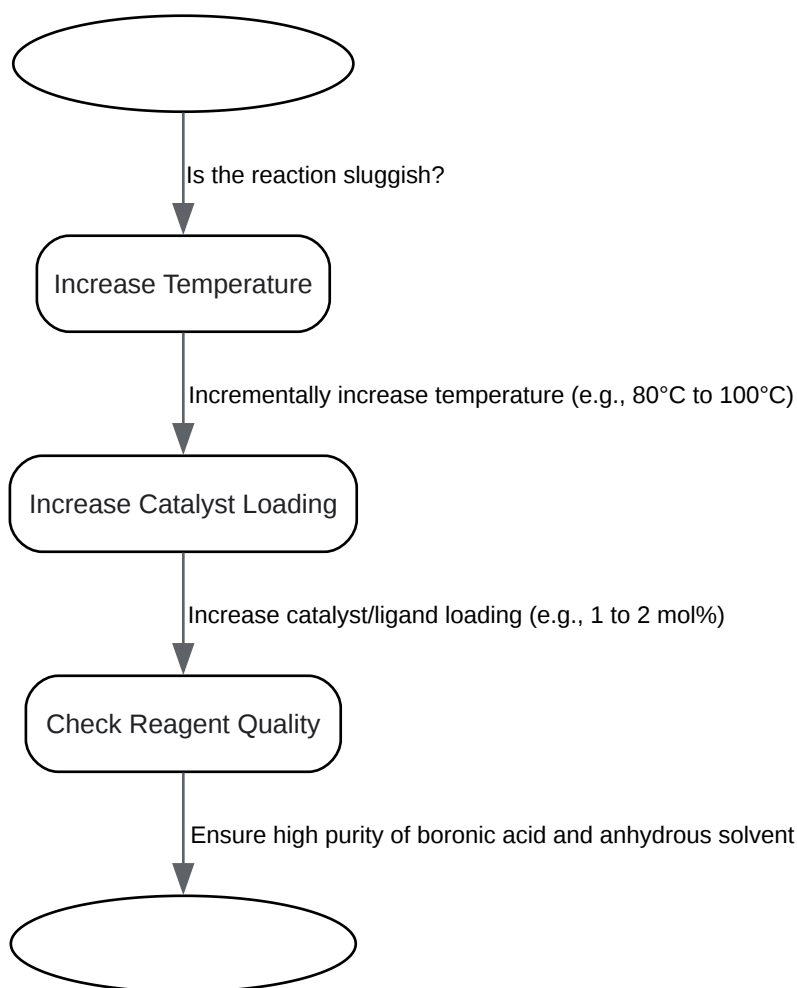 Is the reaction sluggish?
Increase Temperature
Incrementally increase temperature (e.g., 80°C to 100°C)
Increase Catalyst Loading
Increase catalyst/ligand loading (e.g., 1 to 2 mol%)
Check Reagent Quality
Ensure high purity of boronic acid and anhydrous solvent